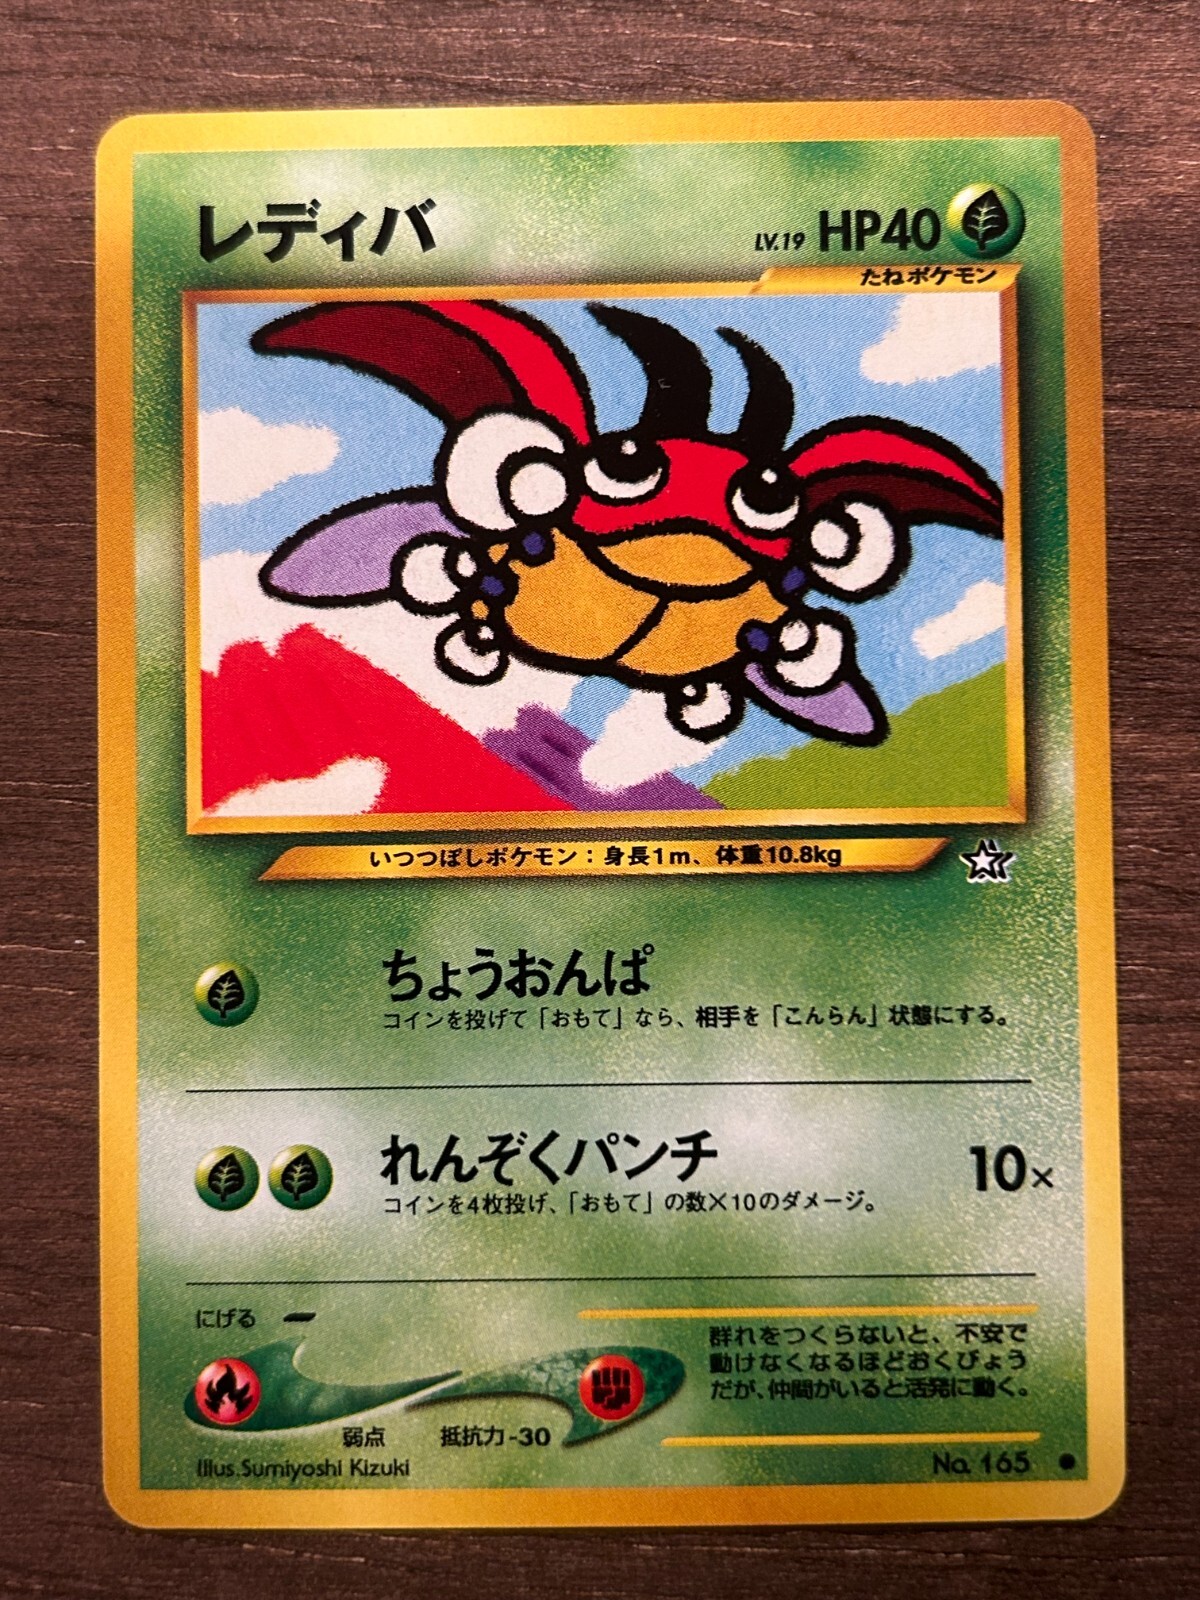 レディバ
LV.19 HP40
たねポケモン
いつつぼしポケモン：身長1m、体重10.8kg
ちょうおんぱ
コインを投げて「おもて」なら、相手を「こんらん」状態にする。
れんぞくパンチ 10×
コインを4枚投げ、「おもて」の数×10のダメージ。
にげる －
弱点 抵抗力-30
群れをつくらないと、不安で
動けなくなるほどおくびょう
だが、仲間がいると活発に動く。
Illus.Sumiyoshi Kizuki
No. 165